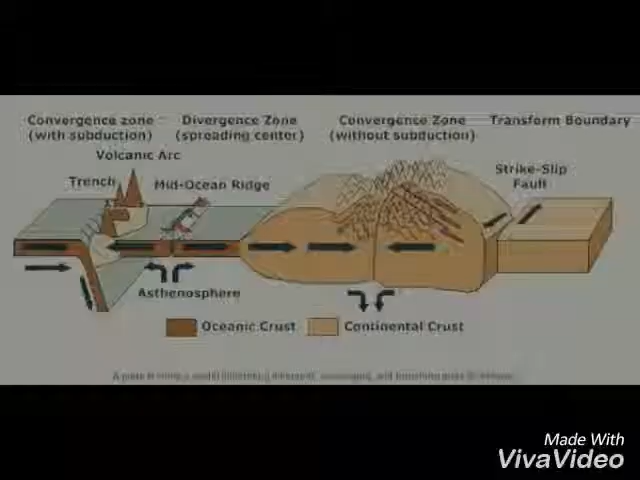 Convergence zone
(with subduction)
Divergence Zone
(spreading center)
Convergence Zone
(without subduction)
Transform Boundary
Volcanic Arc
Trench
Mid-Ocean Ridge
Strike-Slip
Fault
Asthenosphere
Oceanic Crust
Continental Crust
Made With
VivaVideo